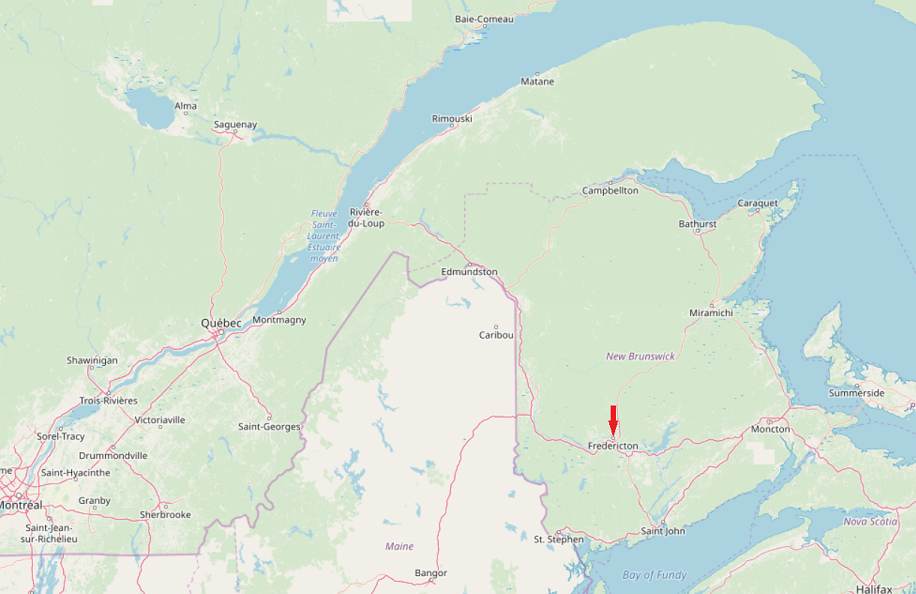 Baie-Comeau
Matane
Alma
Saguenay
Rimouski
Campbellton
Caraquet
Rivière-
du-Loup
Bathurst
Fleuve
Saint-
Laurent,
Estuaire
moyen
Edmundston
Miramichi
Montmagny
Québec
Caribou
New Brunswick
Shawinigan
Summerside
Trois-Rivières
Victoriaville
Saint-Georges
Moncton
Sorel-Tracy
Fredericton
Drummondville
Saint-Hyacinthe
me
Granby
Montréal
Sherbrooke
Nova Scotia
Saint-Jean-
sur-Richelieu
Saint John
St. Stephen
Maine
Bangor
Bay of Fundy
Halifax